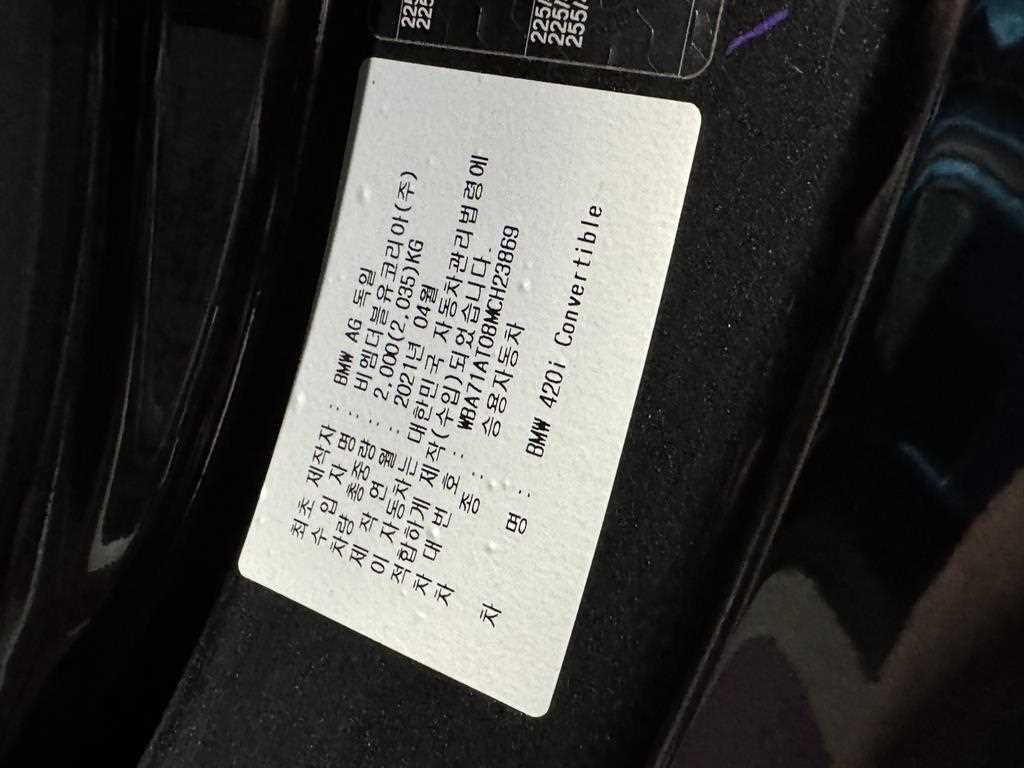 225/
225/
225/
255/
최초 제작자 : BMW AG 독일
수 입 자 명 : 비엠더블유코리아(주)
차량 총중량 : 2,000(2,035)KG
제 작 연 월 : 2021년 04월
이 자동차는 대한민국 자동차관리법령에
적합하게 제작(수입)되었습니다.
차 대 번 호 : WBA71AT08MCH23869
차 종 : 승용자동차
차 명 : BMW 420i Convertible